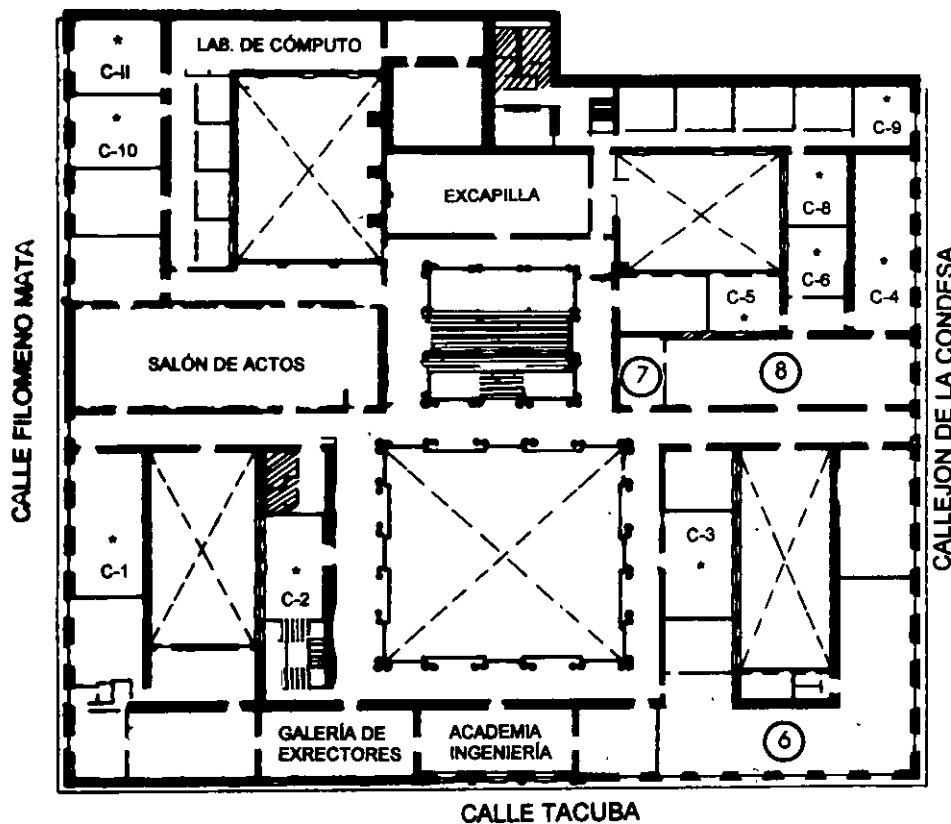 LAB. DE CÓMPUTO
*
C-II
*
C-10
*
C-9
EXCAPILLA
*
C-8
*
C-6
*
C-4
C-5
*
SALÓN DE ACTOS
7
8
CALLE FILOMENO MATA
CALLEJON DE LA CONDESA
*
C-1
*
C-2
C-3
*
GALERÍA DE
EXRECTORES
ACADEMIA
INGENIERÍA
6
CALLE TACUBA